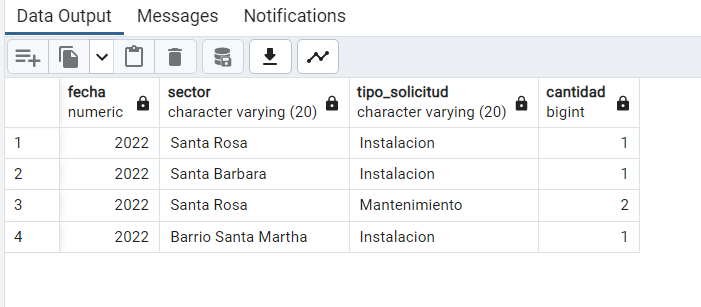 Data Output Messages Notifications
fecha sector tipo_solicitud cantidad
numeric character varying (20) character varying (20) bigint
1 2022 Santa Rosa Instalacion 1
2 2022 Santa Barbara Instalacion 1
3 2022 Santa Rosa Mantenimiento 2
4 2022 Barrio Santa Martha Instalacion 1